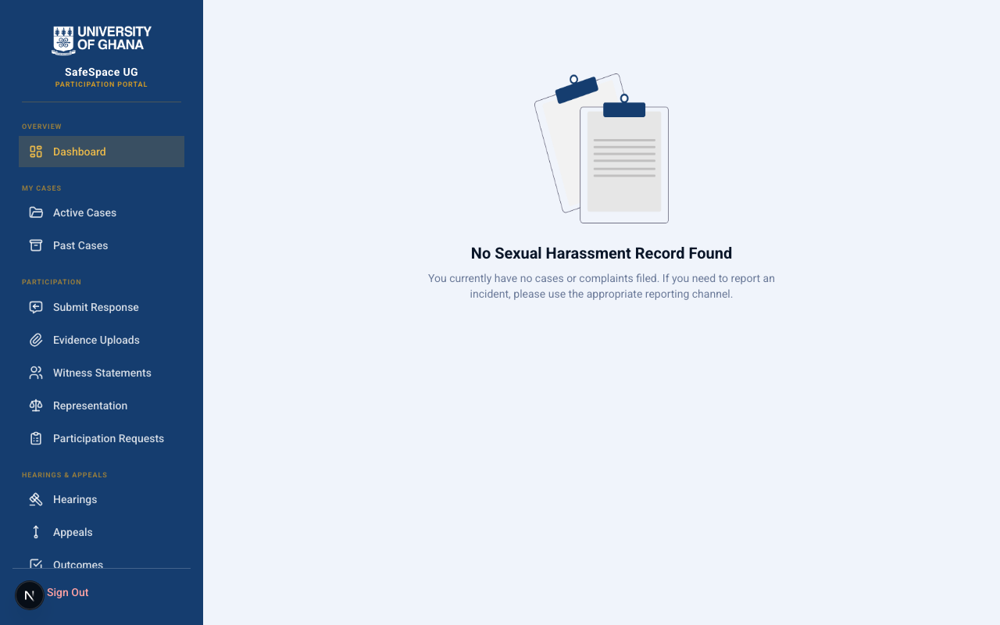 UNIVERSITY
OF GHANA
SafeSpace UG
PARTICIPATION PORTAL
OVERVIEW
Dashboard
MY CASES
Active Cases
Past Cases
PARTICIPATION
Submit Response
Evidence Uploads
Witness Statements
Representation
Participation Requests
HEARINGS & APPEALS
Hearings
Appeals
Outcomes
N
Sign Out
No Sexual Harassment Record Found
You currently have no cases or complaints filed. If you need to report an
incident, please use the appropriate reporting channel.